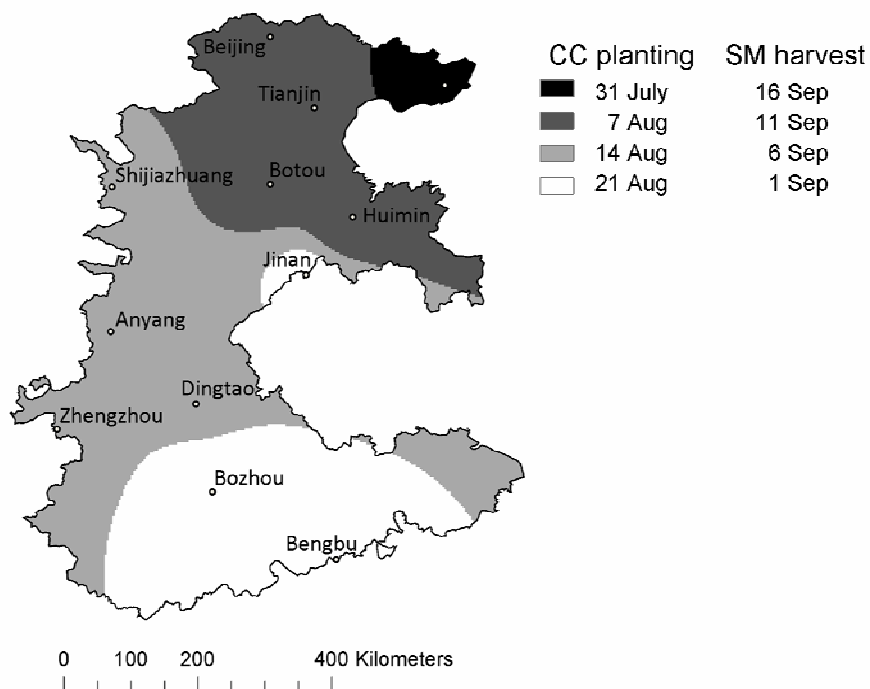 CC planting SM harvest
31 July 16 Sep
7 Aug 11 Sep
14 Aug 6 Sep
21 Aug 1 Sep
Beijing
Tianjin
Shijiazhuang
Botou
Huimin
Jinan
Anyang
Dingtao
Zhengzhou
Bozhou
Bengbu
0 100 200 400 Kilometers